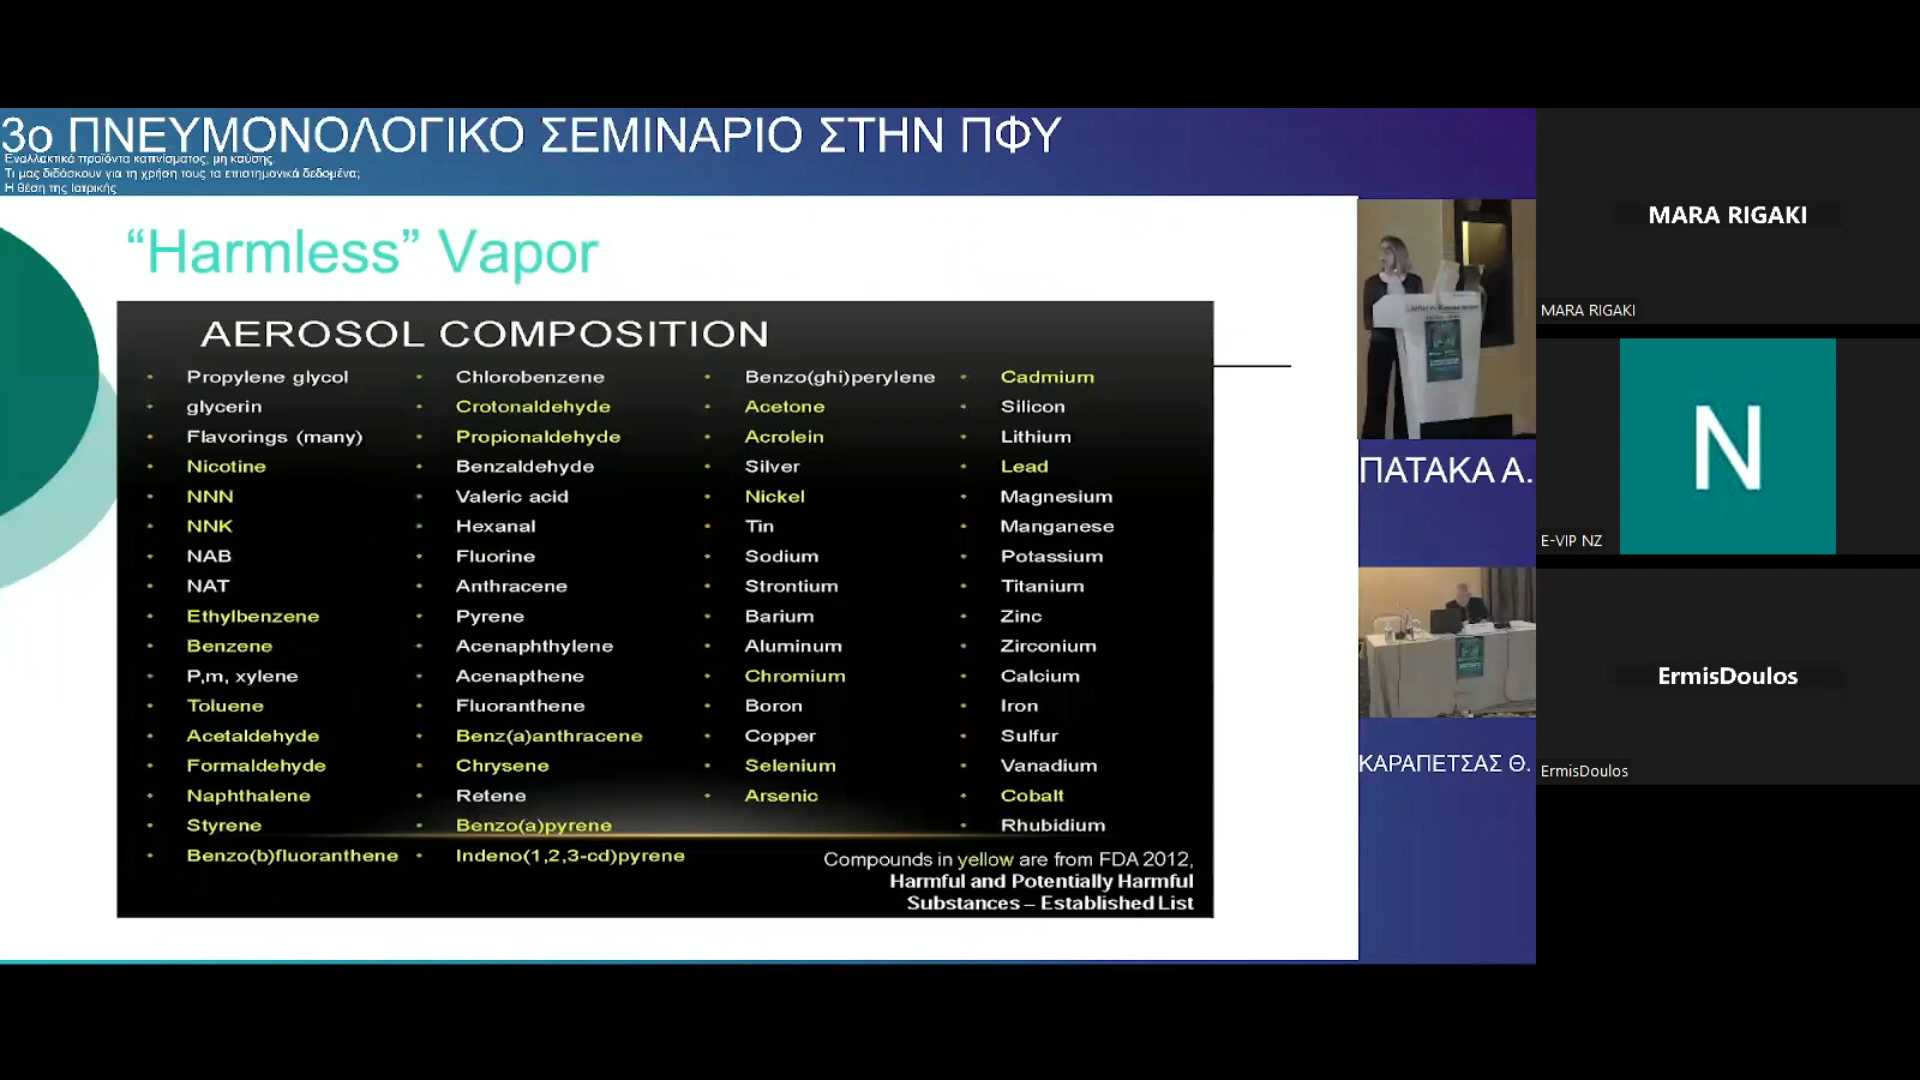 3ο ΠΝΕΥΜΟΝΟΛΟΓΙΚΟ ΣΕΜΙΝΑΡΙΟ ΣΤΗΝ ΠΦΥ
Εναλλακτικά προϊόντα καπνίσματος, μη καύσης.
Τι μας διδάσκουν για τη χρήση τους τα επιστημονικά δεδομένα;
Η θέση της Ιατρικής
“Harmless” Vapor
AEROSOL COMPOSITION
• Propylene glycol
• glycerin
• Flavorings (many)
• Nicotine
• NNN
• NNK
• NAB
• NAT
• Ethylbenzene
• Benzene
• P,m, xylene
• Toluene
• Acetaldehyde
• Formaldehyde
• Naphthalene
• Styrene
• Benzo(b)fluoranthene
• Chlorobenzene
• Crotonaldehyde
• Propionaldehyde
• Benzaldehyde
• Valeric acid
• Hexanal
• Fluorine
• Anthracene
• Pyrene
• Acenaphthylene
• Acenapthene
• Fluoranthene
• Benz(a)anthracene
• Chrysene
• Retene
• Benzo(a)pyrene
• Indeno(1,2,3-cd)pyrene
• Benzo(ghi)perylene
• Acetone
• Acrolein
• Silver
• Nickel
• Tin
• Sodium
• Strontium
• Barium
• Aluminum
• Chromium
• Boron
• Copper
• Selenium
• Arsenic
• Cadmium
• Silicon
• Lithium
• Lead
• Magnesium
• Manganese
• Potassium
• Titanium
• Zinc
• Zirconium
• Calcium
• Iron
• Sulfur
• Vanadium
• Cobalt
• Rhubidium
Compounds in yellow are from FDA 2012,
Harmful and Potentially Harmful
Substances – Established List
ΠΑΤΑΚΑ Α.
ΚΑΡΑΠΕΤΣΑΣ Θ.
MARA RIGAKI
MARA RIGAKI
N
E-VIP NZ
ErmisDoulos
ErmisDoulos